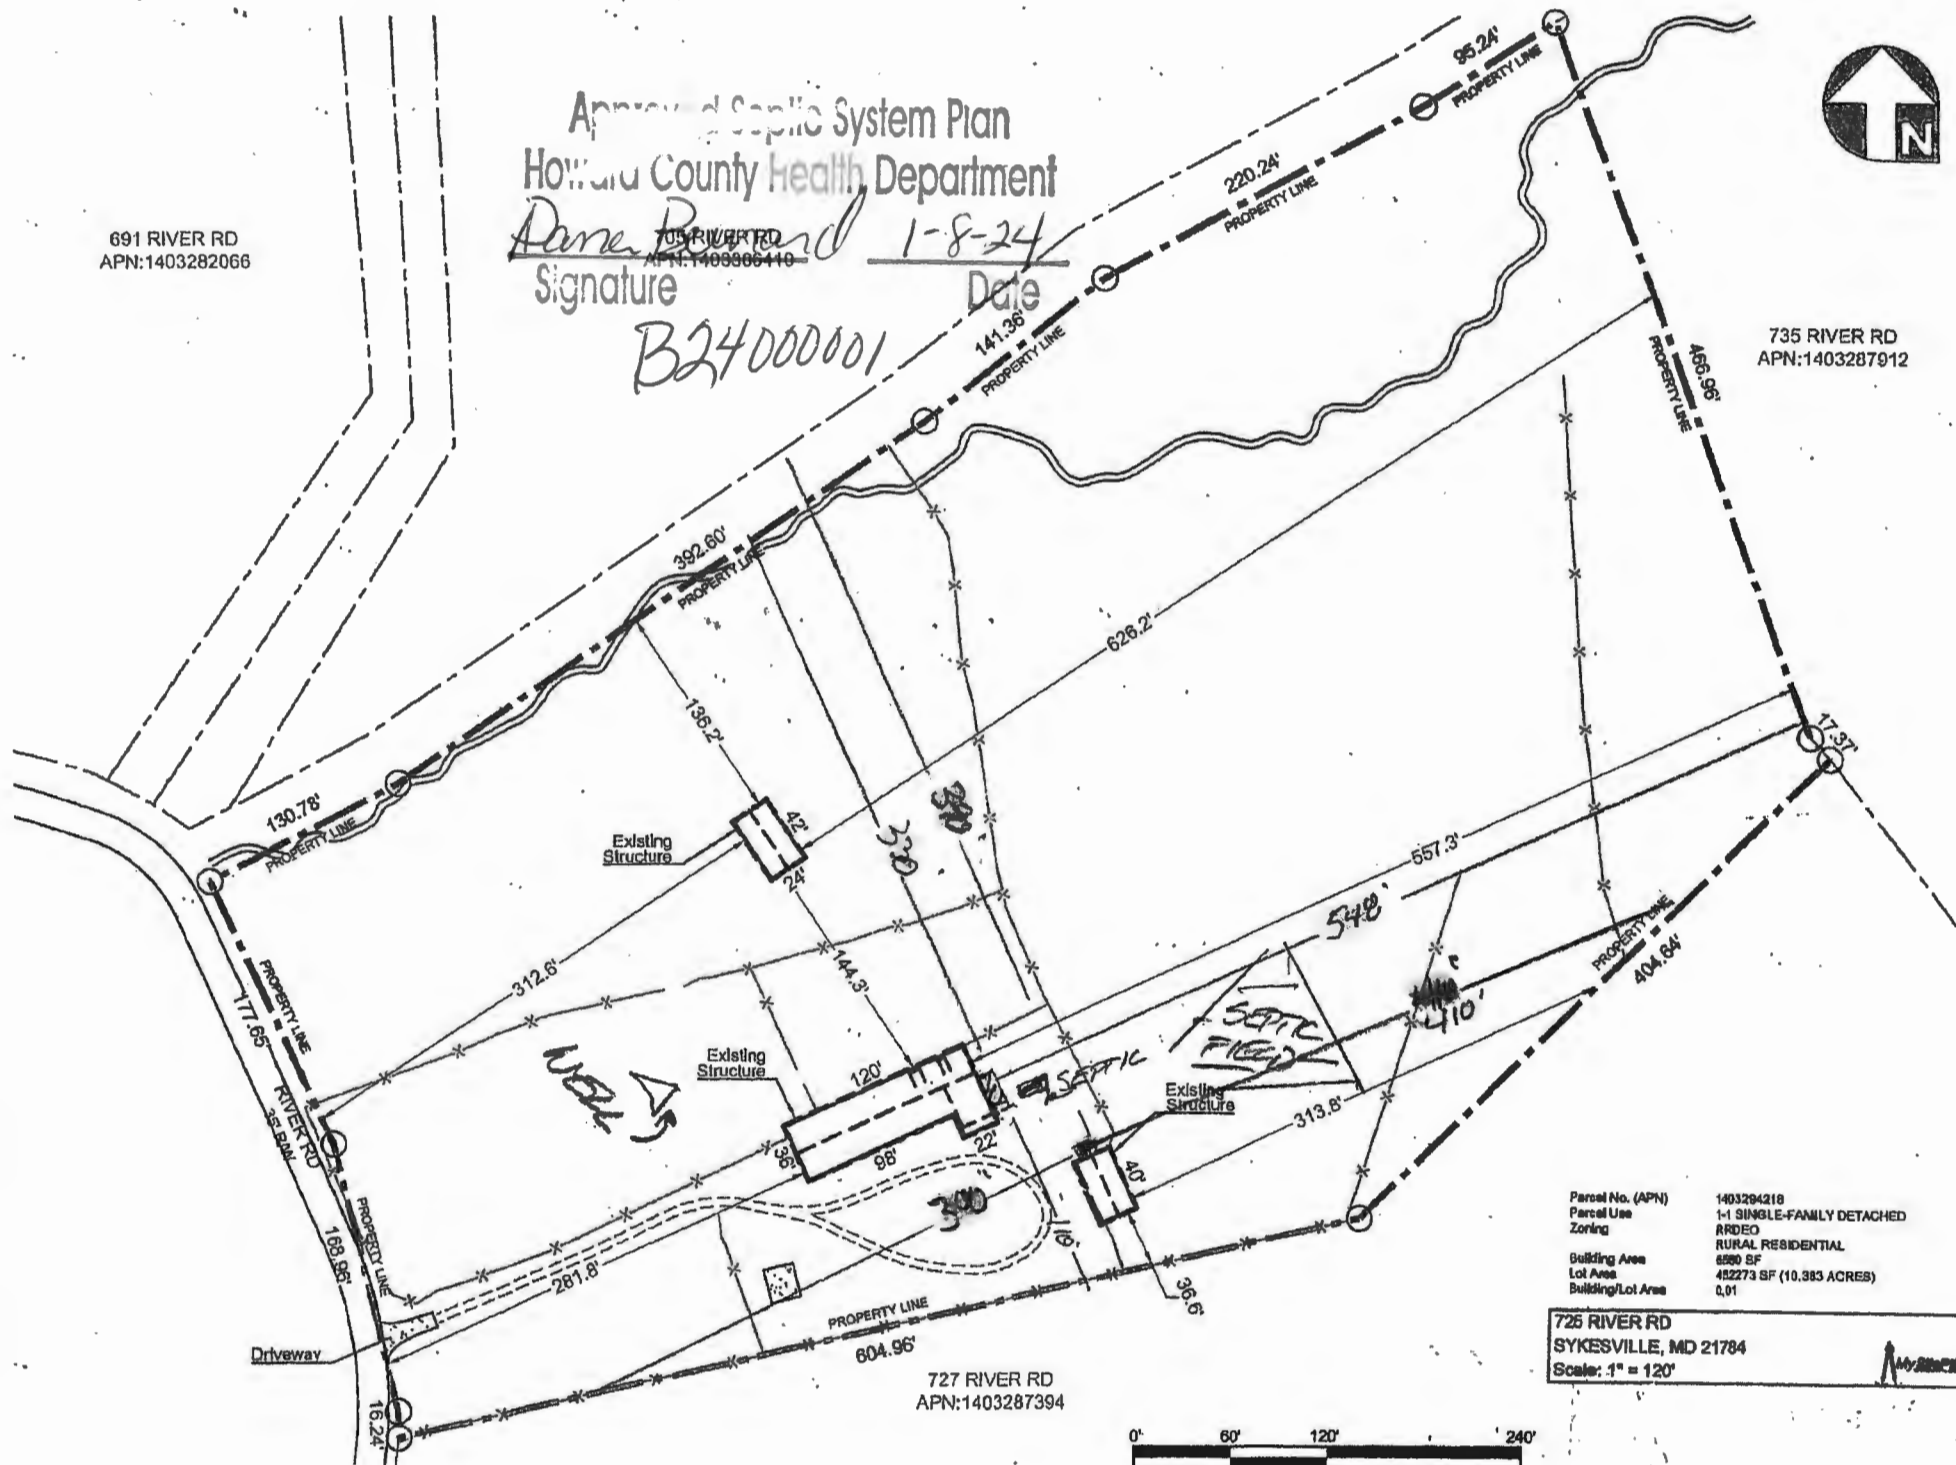 Approved Septic System Plan
Howard County Health Department
705 RIVER RD
APN:1403306410
1-8-24
Signature
Date
B24000001
691 RIVER RD
APN:1403282066
N
735 RIVER RD
APN:1403287912
95.24'
PROPERTY LINE
220.24'
PROPERTY LINE
141.36'
PROPERTY LINE
392.60'
PROPERTY LINE
130.78'
PROPERTY LINE
466.96'
PROPERTY LINE
17.37'
626.2'
136.2'
Existing
Structure
42'
24'
312.6'
144.3'
557.3'
548'
PROPERTY LINE
404.64'
410'
SEPTIC
FIELD
SEPTIC
WELL
Existing
Structure
120'
36'
98'
22'
Existing
Structure
40'
313.8'
300'
110'
36.6'
PROPERTY LINE
177.65'
RIVER RD
35' RAW
PROPERTY LINE
168.96'
281.8'
Driveway
16.24'
PROPERTY LINE
604.96'
727 RIVER RD
APN:1403287394
Parcel No. (APN) 1403294218
Parcel Use 1-1 SINGLE-FAMILY DETACHED
Zoning RRDEO
RURAL RESIDENTIAL
Building Area 6580 SF
Lot Area 452273 SF (10.383 ACRES)
Building/Lot Area 0.01
725 RIVER RD
SYKESVILLE, MD 21784
Scale: 1" = 120'
0' 60' 120' 240'